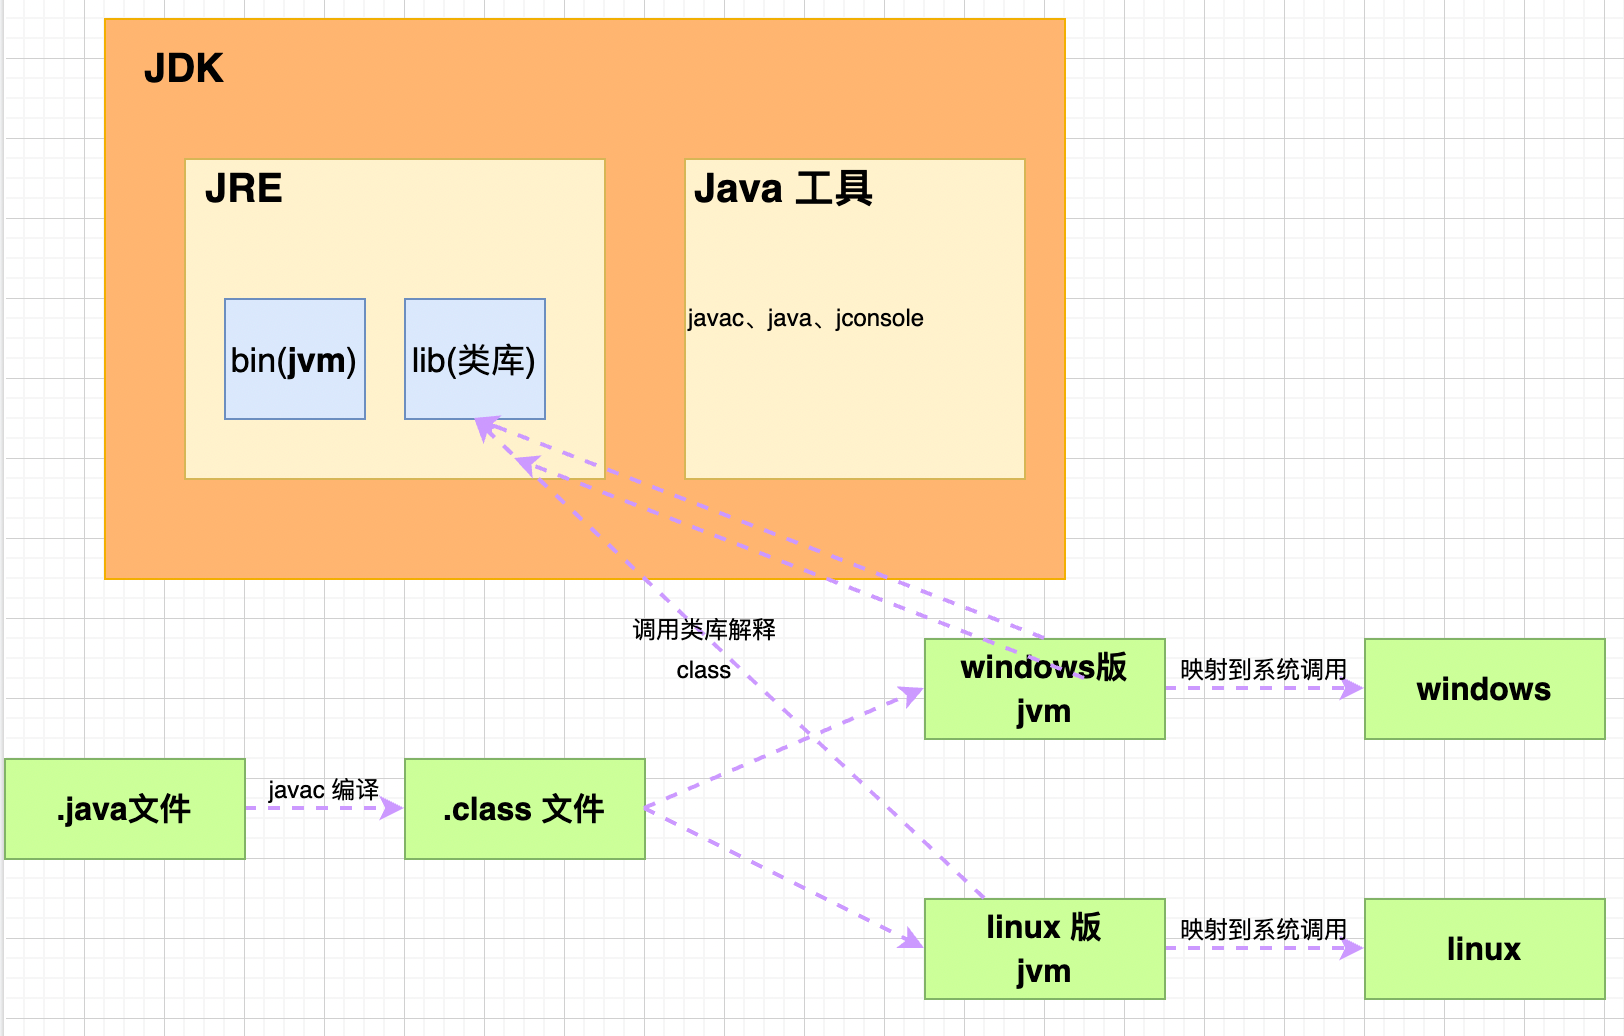 JDK
JRE
Java 工具
bin(jvm)
lib(类库)
javac、java、jconsole
调用类库解释
class
windows版
jvm
映射到系统调用
windows
.java文件
javac 编译
.class 文件
linux 版
jvm
映射到系统调用
linux